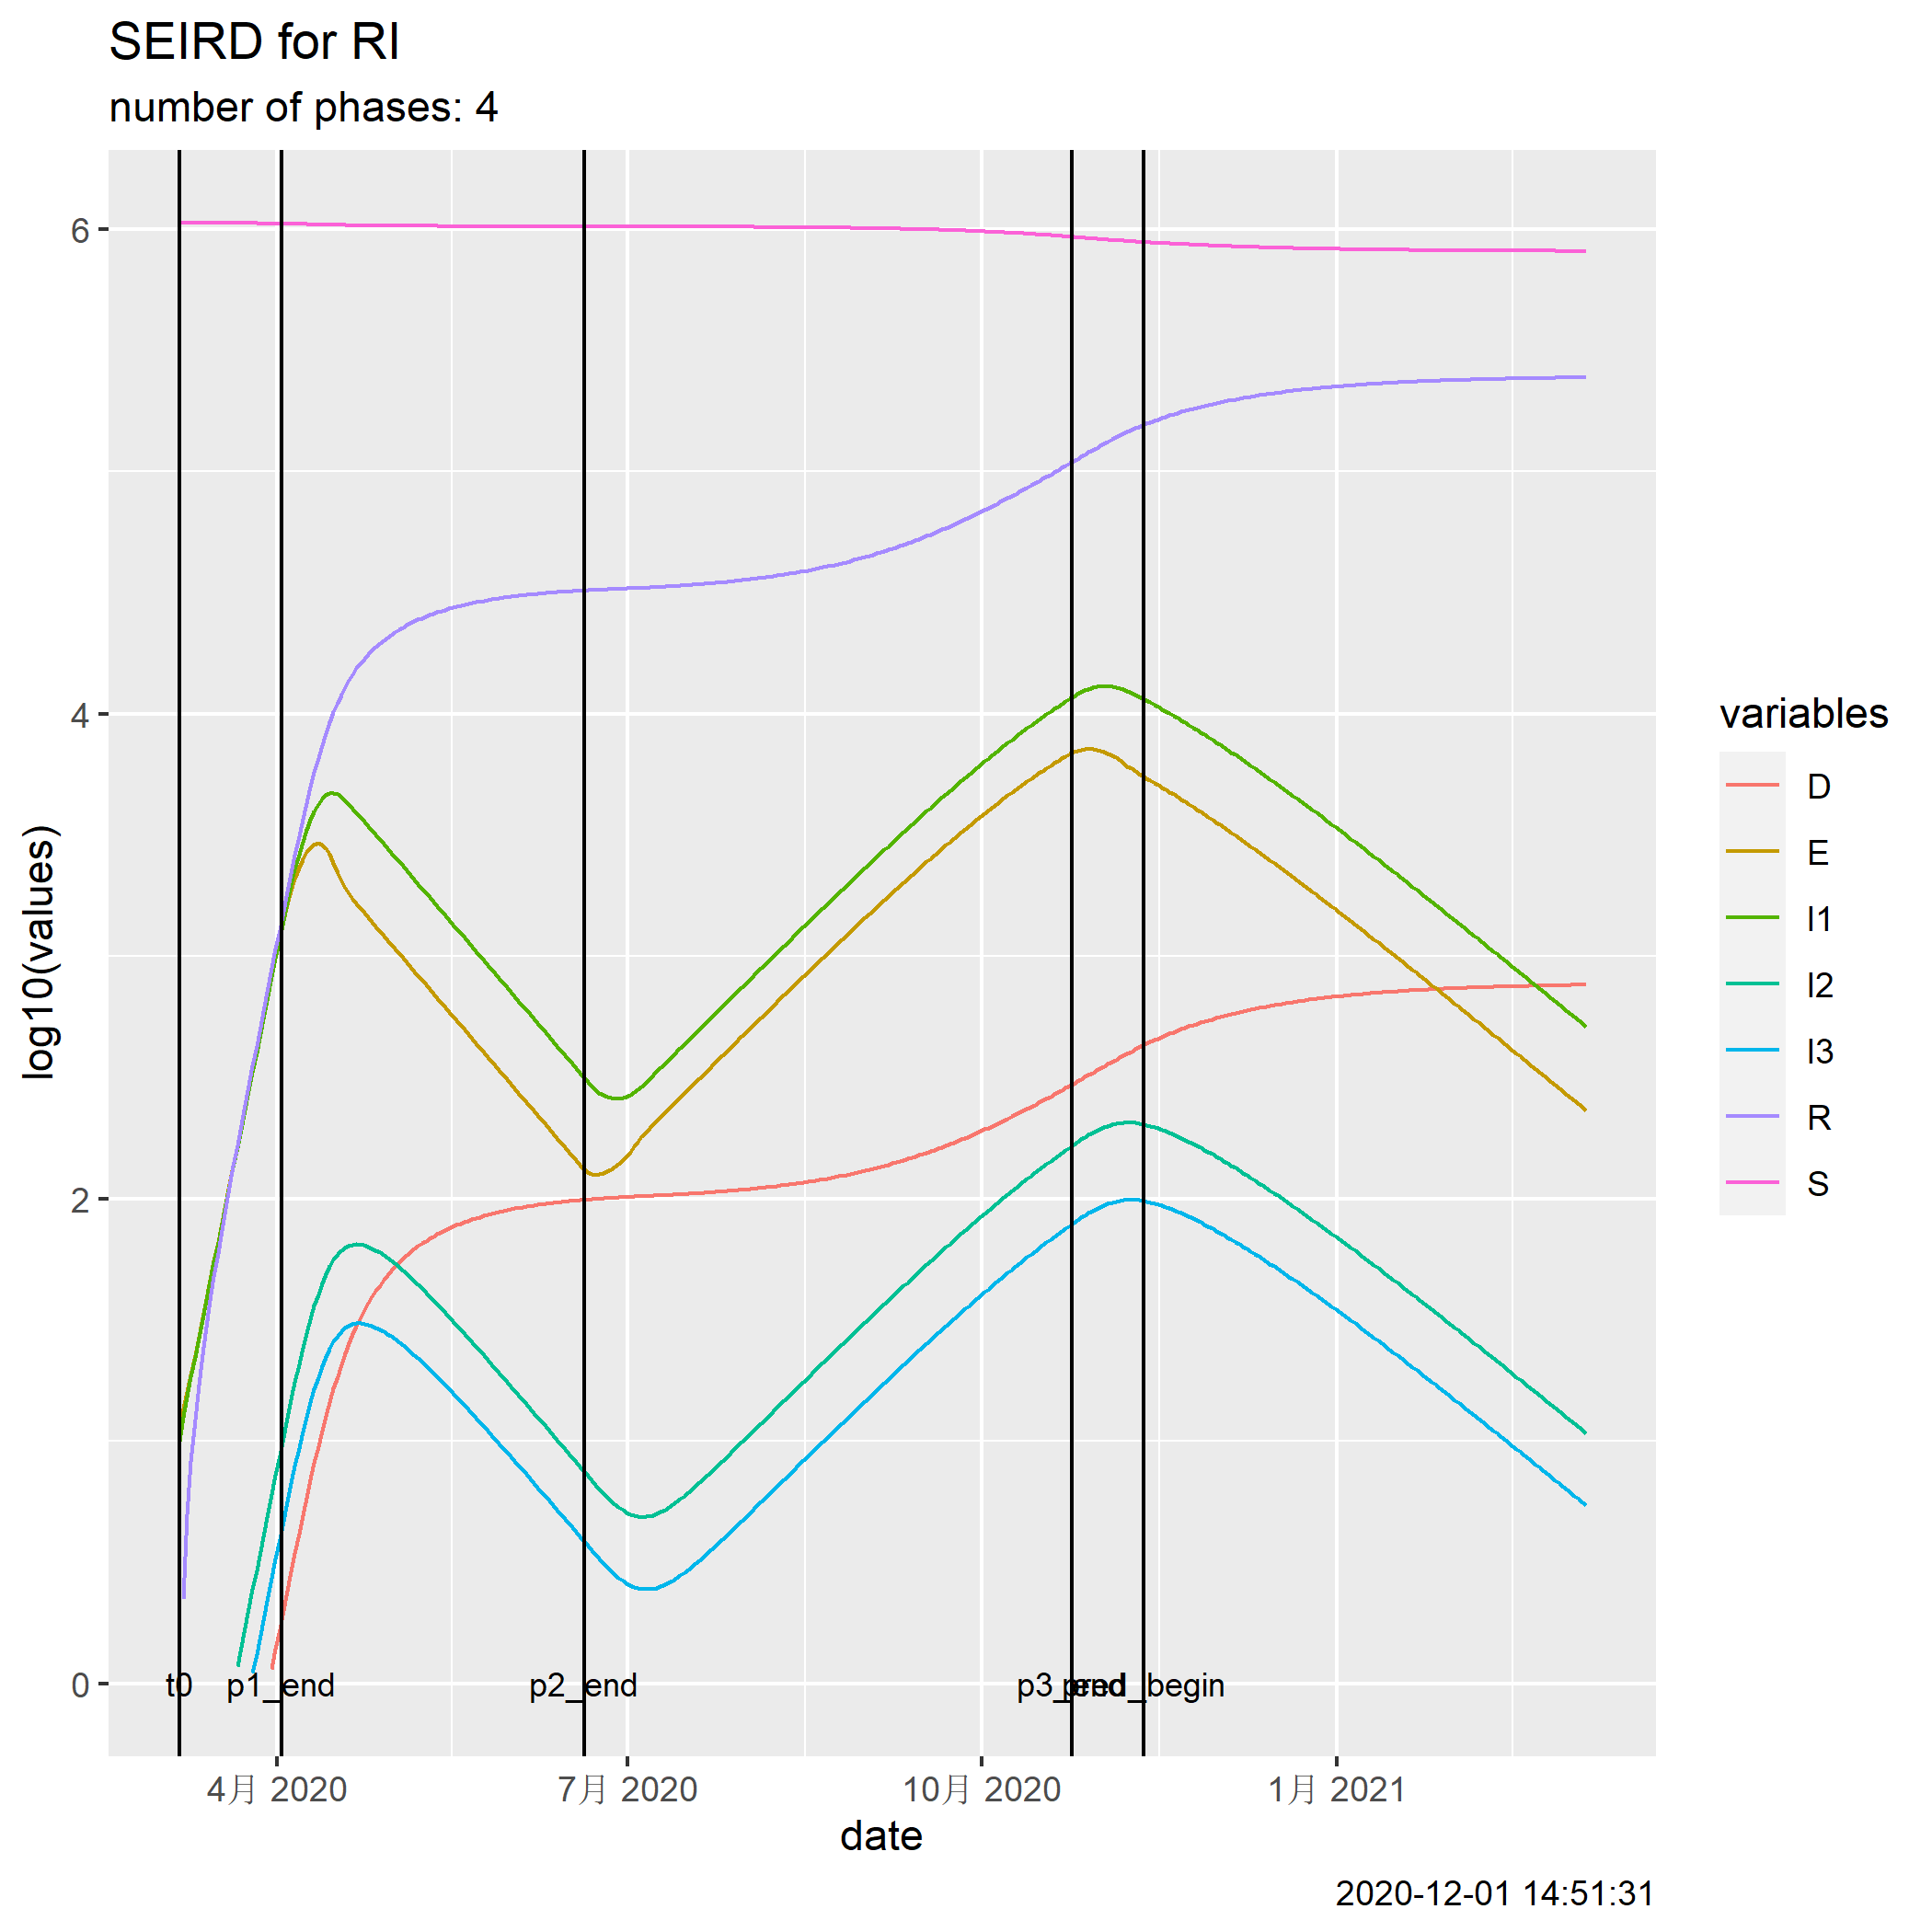 SEIRD for RI
number of phases: 4
log10(values)
6
4
2
0
t0
p1_end
p2_end
p3_end
pred_begin
4月 2020
7月 2020
10月 2020
1月 2021
date
variables
D
E
I1
I2
I3
R
S
2020-12-01 14:51:31